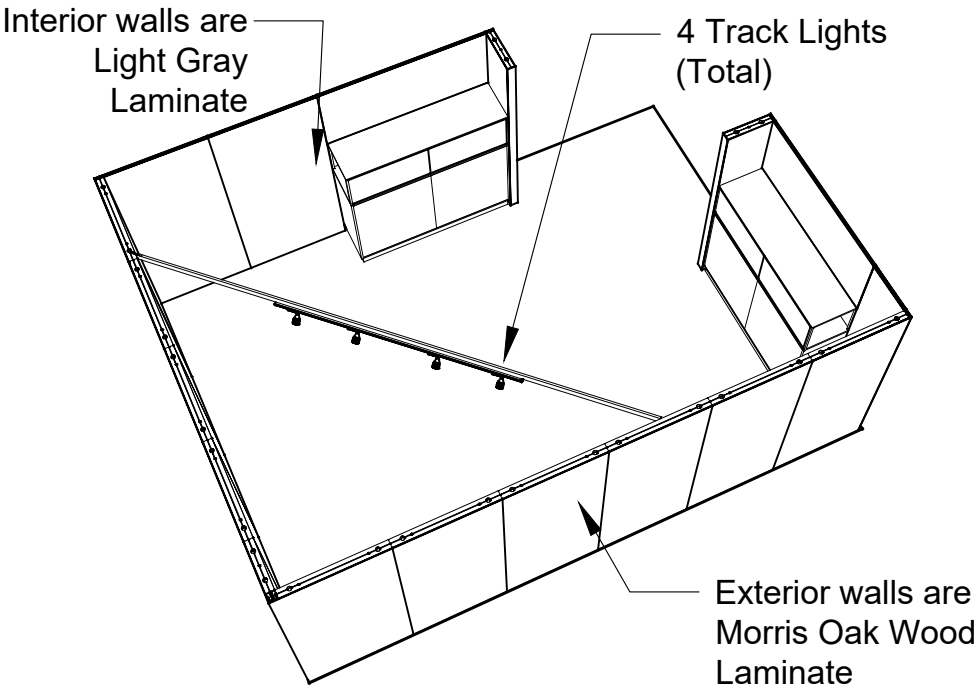 Interior walls are
Light Gray
Laminate
4 Track Lights
(Total)
Exterior walls are
Morris Oak Wood
Laminate